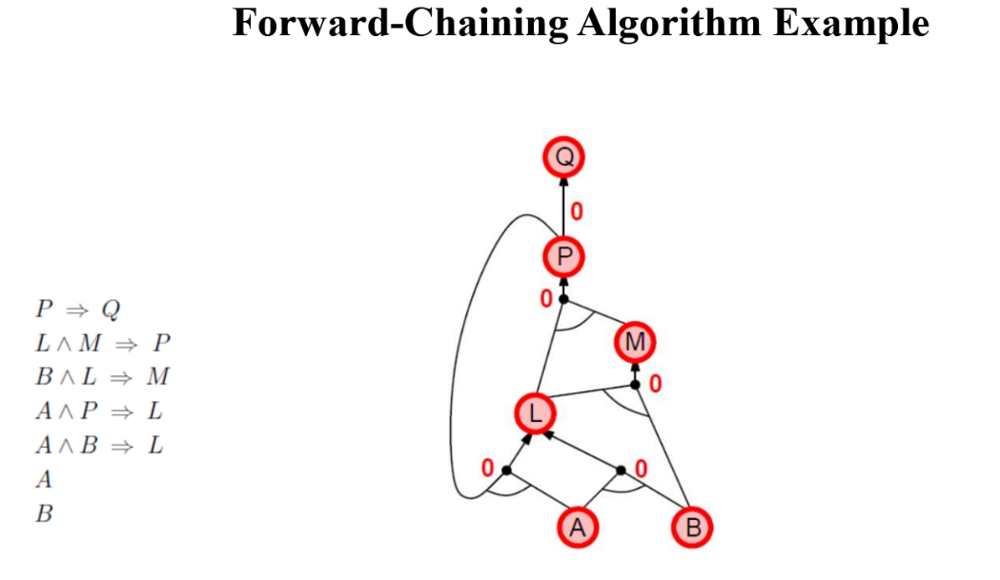 Forward-Chaining Algorithm Example
P ⇒ Q
L ∧ M ⇒ P
B ∧ L ⇒ M
A ∧ P ⇒ L
A ∧ B ⇒ L
A
B
Q
0
P
0
M
0
L
0
0
A
B